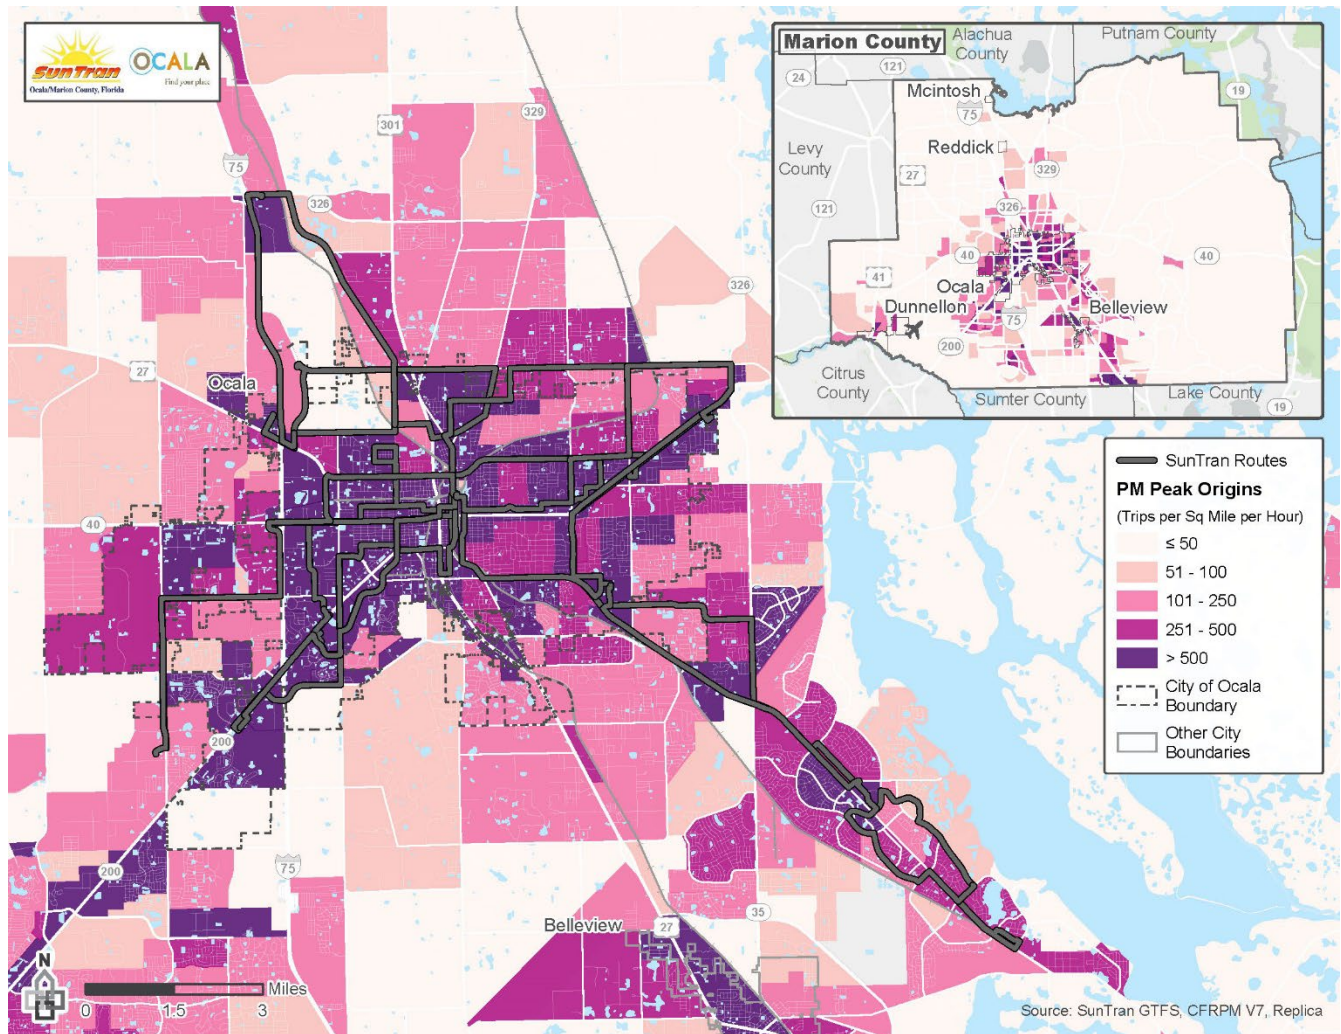 SunTran
Ocala/Marion County, Florida
OCALA
Find your place
Marion County
Alachua
County
Putnam County
24
121
Mcintosh
75
19
Reddick
Levy
County
27
329
121
326
40
40
41
Ocala
Dunnellon
75
Belleview
200
Citrus
County
Sumter County
Lake County
19
329
301
75
326
326
27
Ocala
40
200
200
75
Belleview
27
35
SunTran Routes
PM Peak Origins
(Trips per Sq Mile per Hour)
≤ 50
51 - 100
101 - 250
251 - 500
> 500
City of Ocala
Boundary
Other City
Boundaries
N
Miles
0 1.5 3
Source: SunTran GTFS, CFRPM V7, Replica